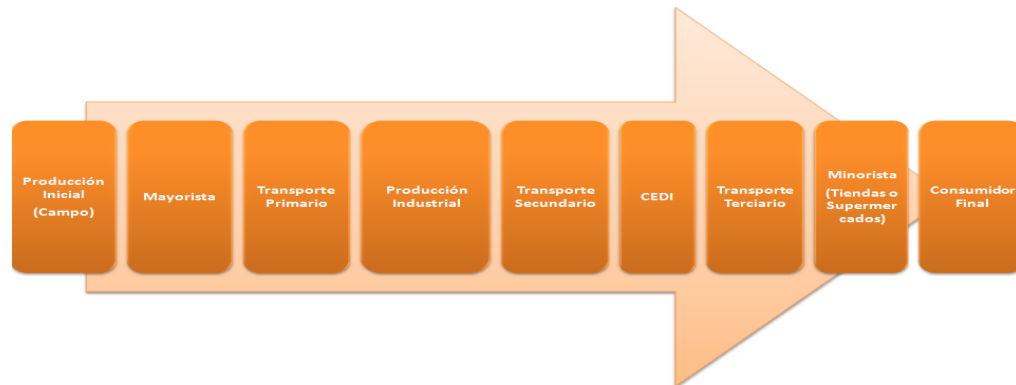 Producción
Inicial
(Campo)
Mayorista
Transporte
Primario
Producción
Industrial
Transporte
Secundario
CEDI
Transporte
Terciario
Minorista
(Tiendas o
Supermer
cados)
Consumidor
Final